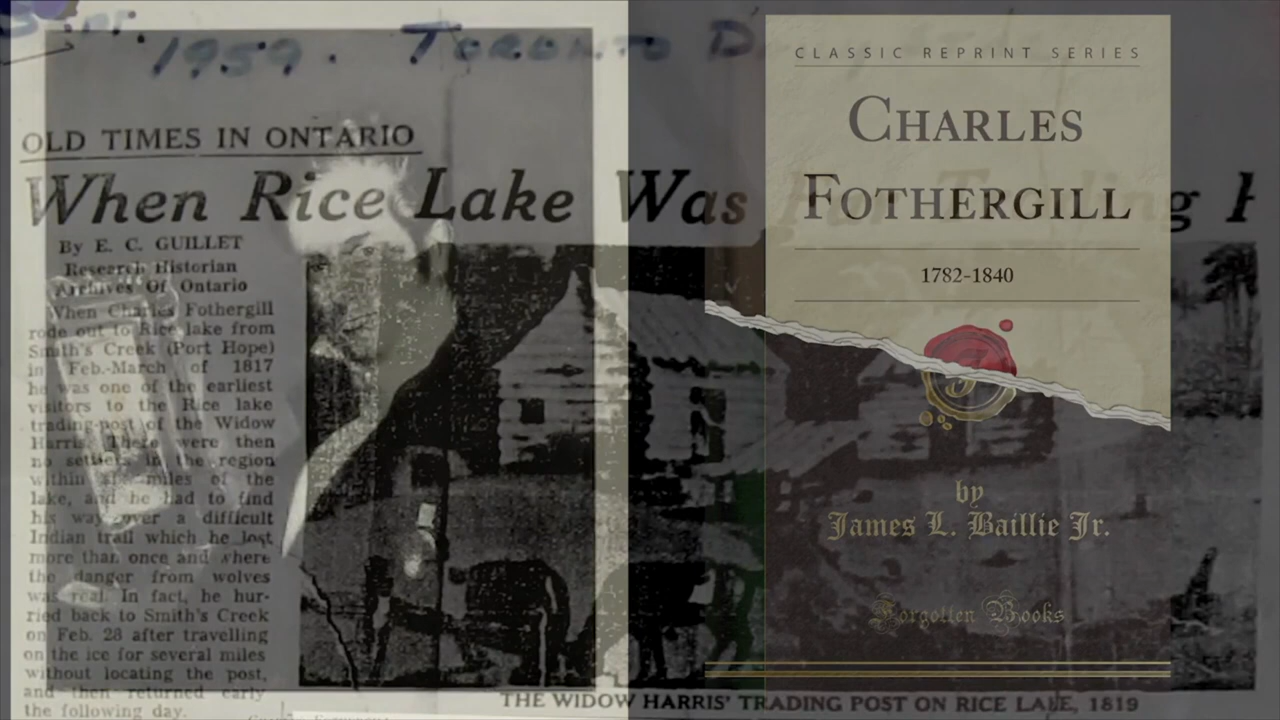 1959. TORONTO D
OLD TIMES IN ONTARIO
When Rice Lake Was
By E. C. GUILLET
Research Historian
Archives Of Ontario
When Charles Fothergill
rode out to Rice lake from
Smith's Creek (Port Hope)
in Feb.-March of 1817
he was one of the earliest
visitors to the Rice lake
trading-post of the Widow
Harris. There were then
no settlers in the region
within miles of the
lake, and he had to find
his way over a difficult
Indian trail which he lost
more than once and where
the danger from wolves
was real. In fact, he hur-
ried back to Smith's Creek
on Feb. 28 after travelling
on the ice for several miles
without locating the post,
and then returned early
the following day.
THE WIDOW HARRIS' TRADING POST ON RICE LAKE, 1819
CLASSIC REPRINT SERIES
CHARLES
FOTHERGILL
1782-1840
by
James L. Baillie Jr.
Forgotten Books